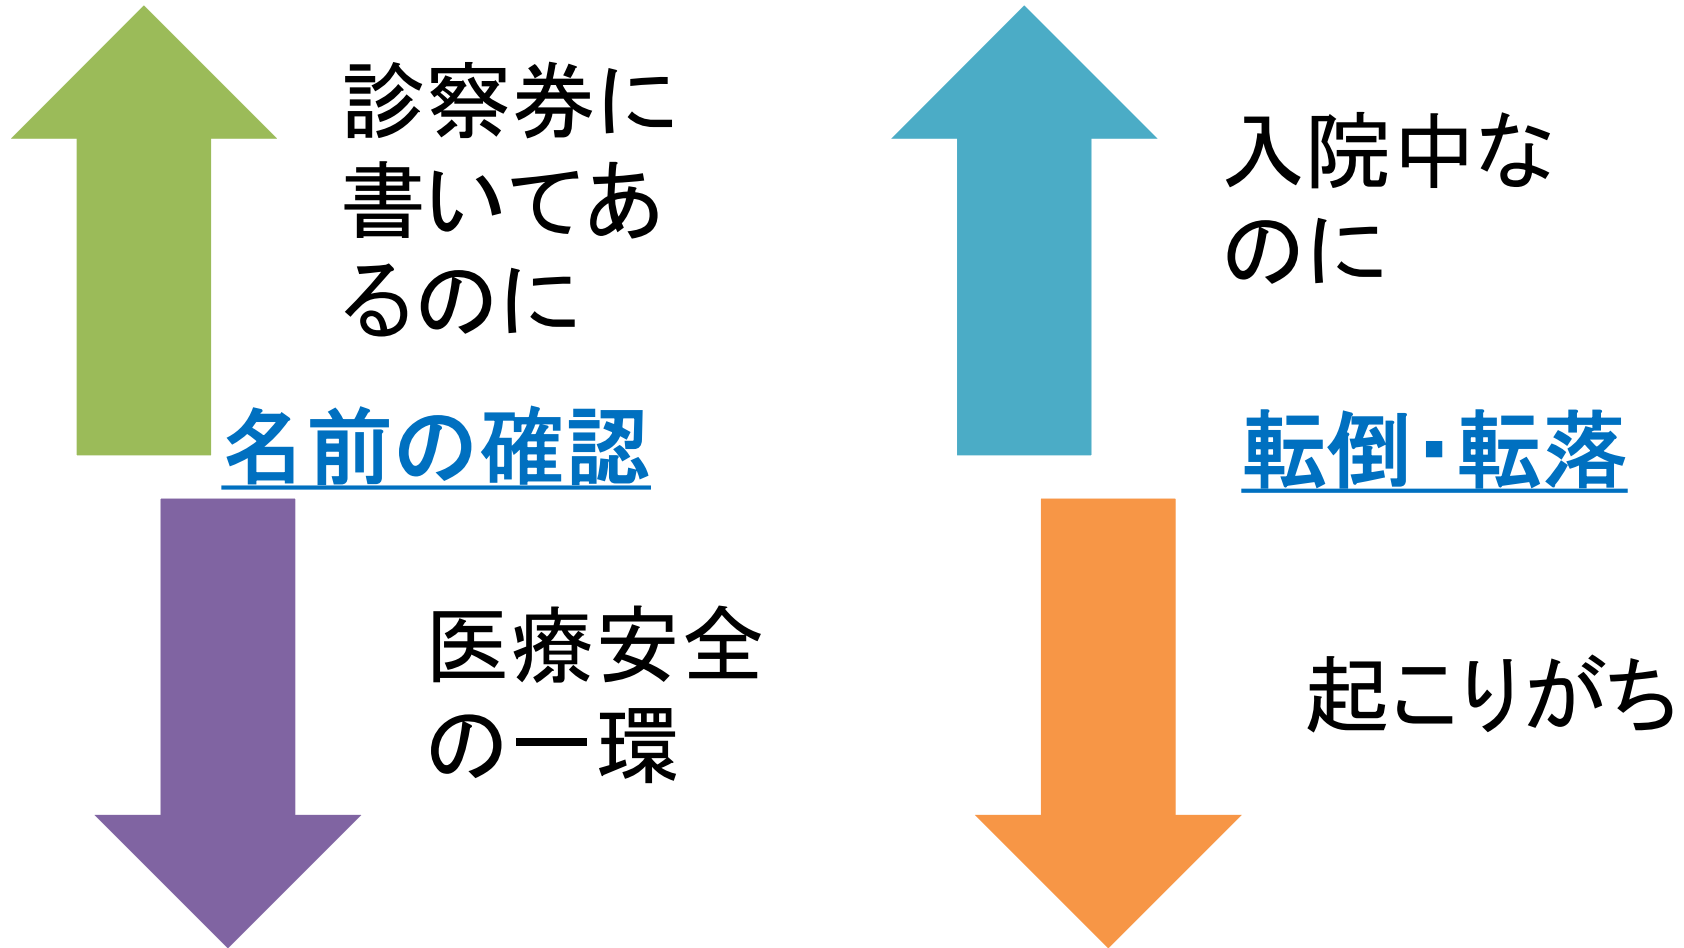 診察券に
書いてあ
るのに
名前の確認
医療安全
の一環
入院中な
のに
転倒・転落
起こりがち